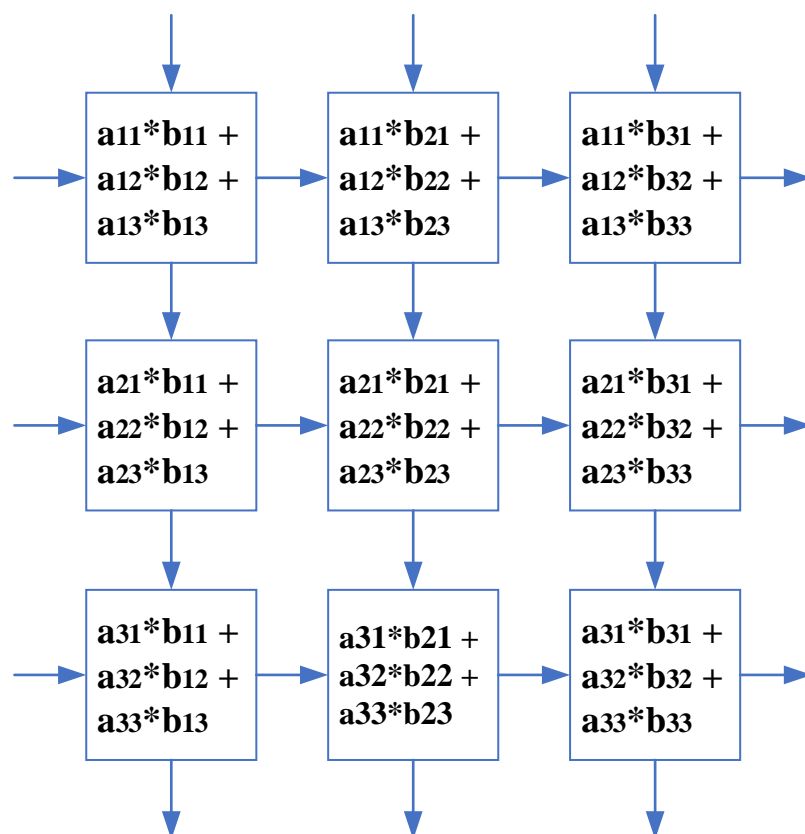 a11*b11 +
a12*b12 +
a13*b13
a11*b21 +
a12*b22 +
a13*b23
a11*b31 +
a12*b32 +
a13*b33
a21*b11 +
a22*b12 +
a23*b13
a21*b21 +
a22*b22 +
a23*b23
a21*b31 +
a22*b32 +
a23*b33
a31*b11 +
a32*b12 +
a33*b13
a31*b21 +
a32*b22 +
a33*b23
a31*b31 +
a32*b32 +
a33*b33